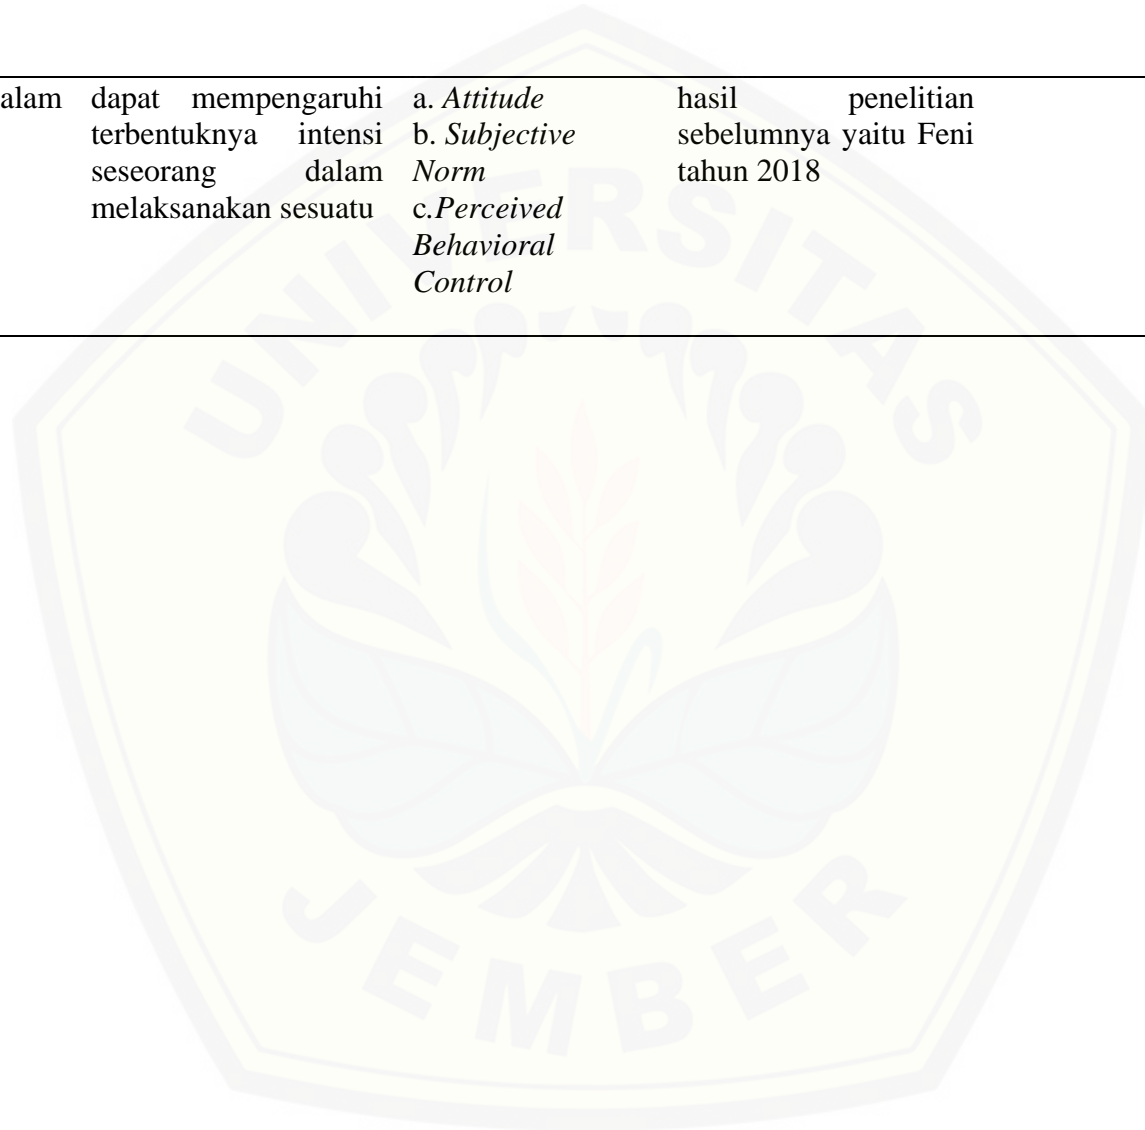 alam dapat mempengaruhi a. Attitude hasil penelitian
terbentuknya intensi b. Subjective sebelumnya yaitu Feni
seseorang dalam Norm tahun 2018
melaksanakan sesuatu c.Perceived
Behavioral
Control
UNIVERSITAS
JEMBER